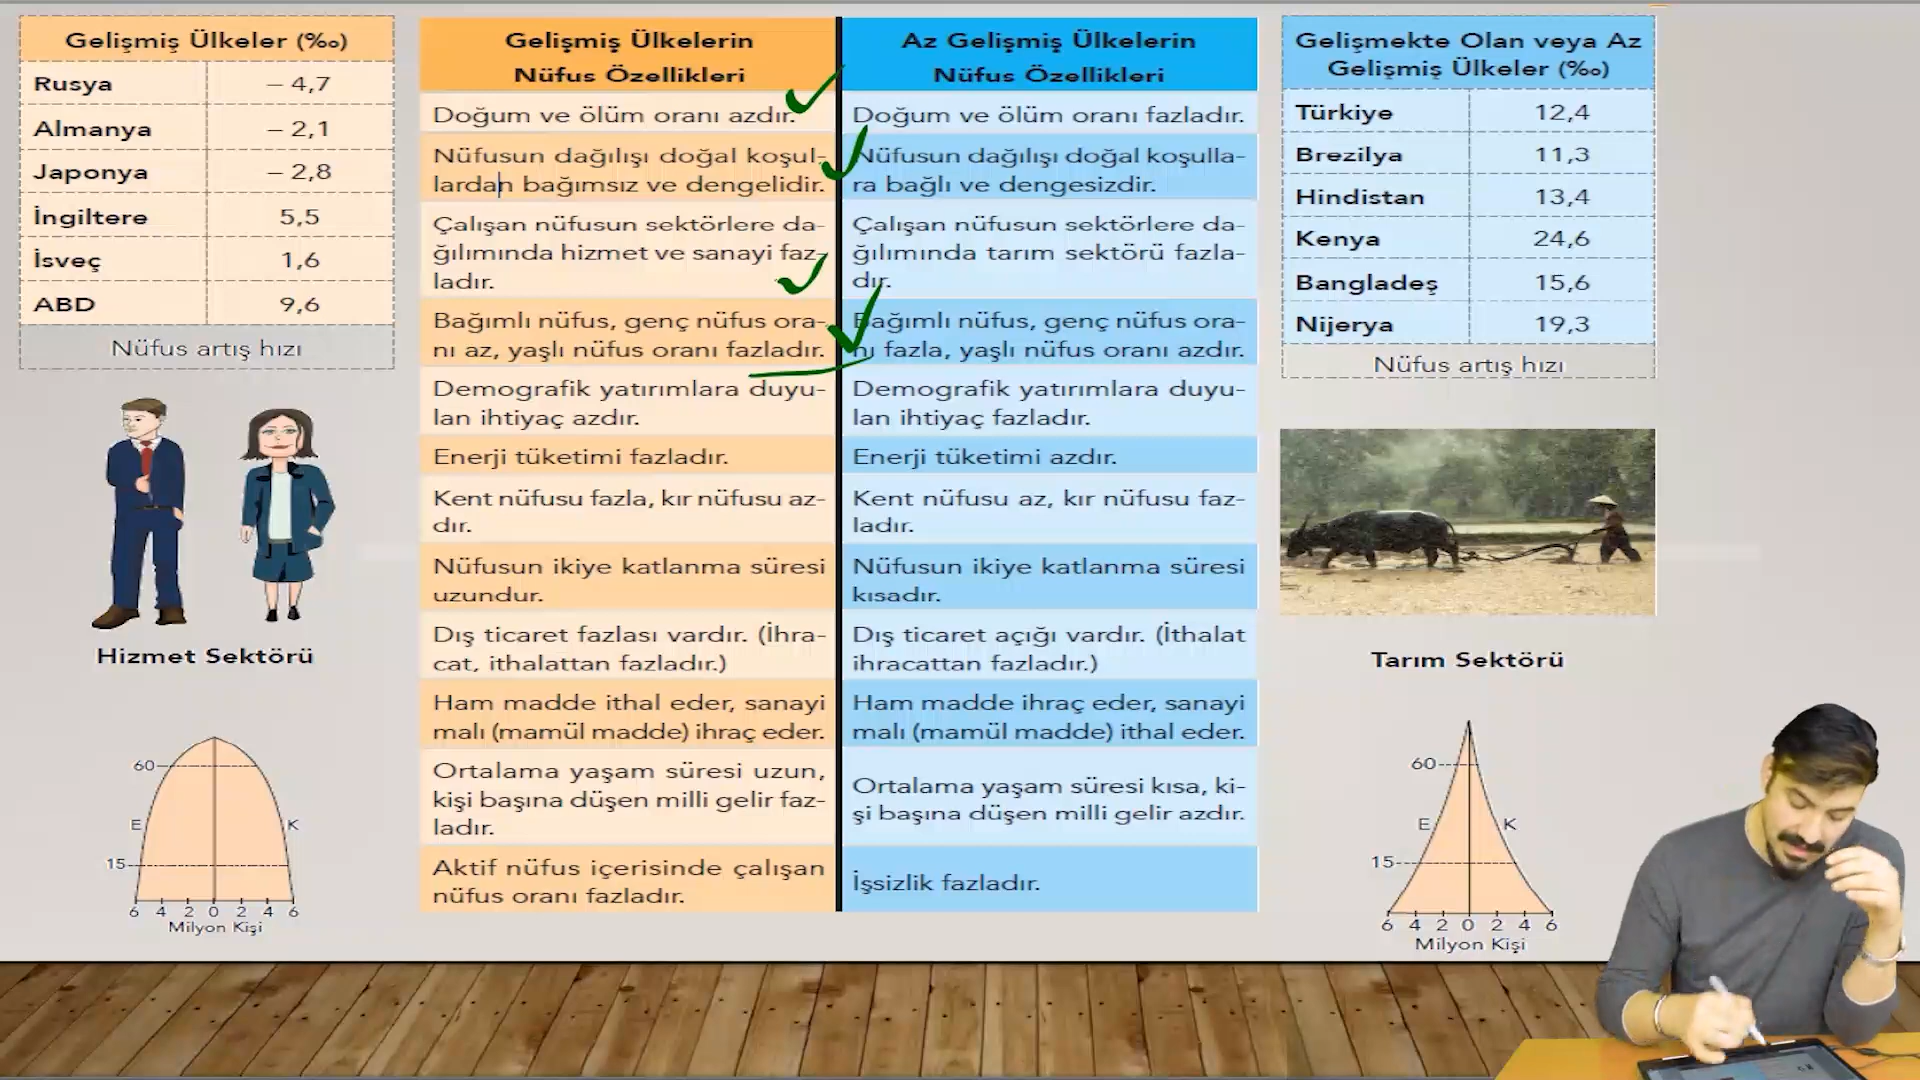 Gelişmiş Ülkeler (‰)
Rusya – 4,7
Almanya – 2,1
Japonya – 2,8
İngiltere 5,5
İsveç 1,6
ABD 9,6
Nüfus artış hızı
Hizmet Sektörü
60
E K
15
6 4 2 0 2 4 6
Milyon Kişi
Gelişmiş Ülkelerin
Nüfus Özellikleri
Doğum ve ölüm oranı azdır.
Nüfusun dağılışı doğal koşul-
lardan bağımsız ve dengelidir.
Çalışan nüfusun sektörlere da-
ğılımında hizmet ve sanayi faz-
ladır.
Bağımlı nüfus, genç nüfus ora-
nı az, yaşlı nüfus oranı fazladır.
Demografik yatırımlara duyu-
lan ihtiyaç azdır.
Enerji tüketimi fazladır.
Kent nüfusu fazla, kır nüfusu az-
dır.
Nüfusun ikiye katlanma süresi
uzundur.
Dış ticaret fazlası vardır. (İhra-
cat, ithalattan fazladır.)
Ham madde ithal eder, sanayi
malı (mamül madde) ihraç eder.
Ortalama yaşam süresi uzun,
kişi başına düşen milli gelir faz-
ladır.
Aktif nüfus içerisinde çalışan
nüfus oranı fazladır.
Az Gelişmiş Ülkelerin
Nüfus Özellikleri
Doğum ve ölüm oranı fazladır.
Nüfusun dağılışı doğal koşulla-
ra bağlı ve dengesizdir.
Çalışan nüfusun sektörlere da-
ğılımında tarım sektörü fazla-
dır.
Bağımlı nüfus, genç nüfus ora-
nı fazla, yaşlı nüfus oranı azdır.
Demografik yatırımlara duyu-
lan ihtiyaç fazladır.
Enerji tüketimi azdır.
Kent nüfusu az, kır nüfusu faz-
ladır.
Nüfusun ikiye katlanma süresi
kısadır.
Dış ticaret açığı vardır. (İthalat
ihracattan fazladır.)
Ham madde ihraç eder, sanayi
malı (mamül madde) ithal eder.
Ortalama yaşam süresi kısa, ki-
şi başına düşen milli gelir azdır.
İşsizlik fazladır.
Gelişmekte Olan veya Az
Gelişmiş Ülkeler (‰)
Türkiye 12,4
Brezilya 11,3
Hindistan 13,4
Kenya 24,6
Bangladeş 15,6
Nijerya 19,3
Nüfus artış hızı
Tarım Sektörü
60
E K
15
6 4 2 0 2 4 6
Milyon Kişi